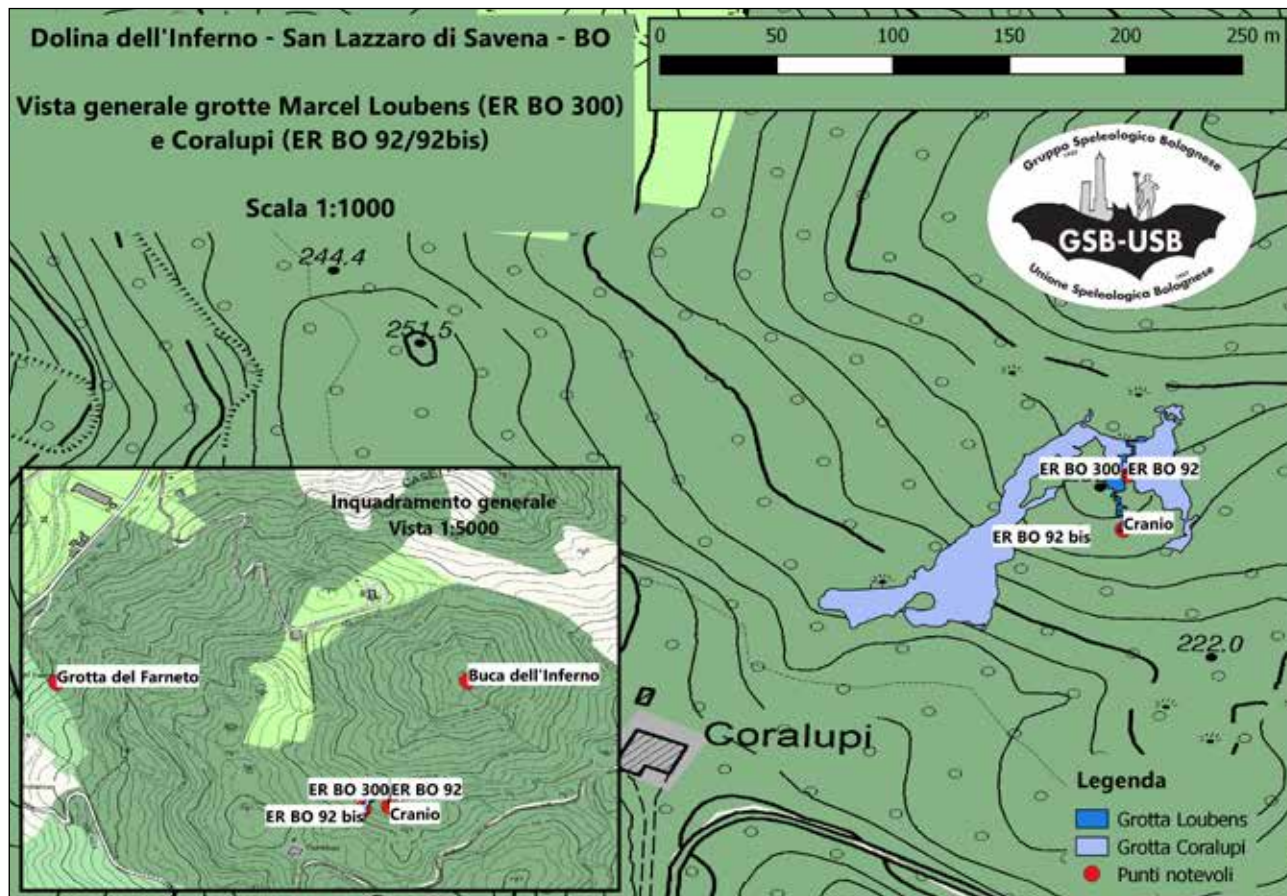 Dolina dell'Inferno - San Lazzaro di Savena - BO
Vista generale grotte Marcel Loubens (ER BO 300)
e Coralupi (ER BO 92/92bis)
Scala 1:1000
0 50 100 150 200 250 m
Gruppo Speleologico Bolognese
GSB-USB
Unione Speleologica Bolognese
244.4
251.5
ER BO 300
ER BO 92
Cranio
ER BO 92 bis
222.0
Coralupi
Inquadramento generale
Vista 1:5000
Grotta del Farneto
Buca dell'Inferno
ER BO 300
ER BO 92
ER BO 92 bis
Cranio
Legenda
Grotta Loubens
Grotta Coralupi
Punti notevoli